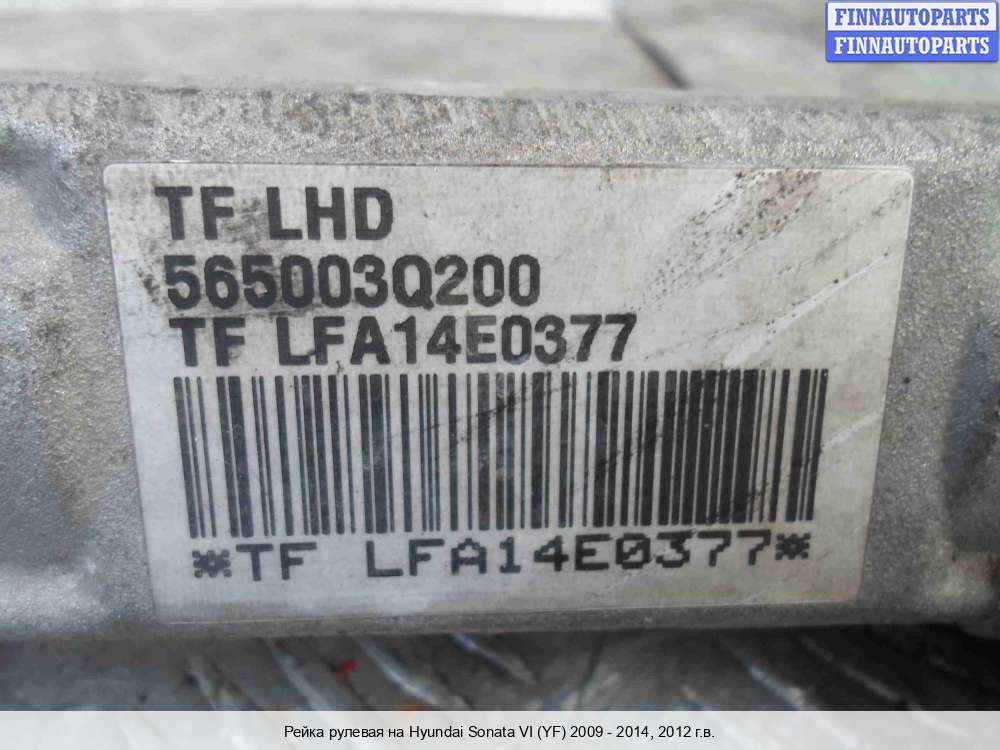 FINNAUTOPARTS
FINNAUTOPARTS
TF LHD
565003Q200
TF LFA14E0377
*TF LFA14E0377*
Рейка рулевая на Hyundai Sonata VI (YF) 2009 - 2014, 2012 г.в.